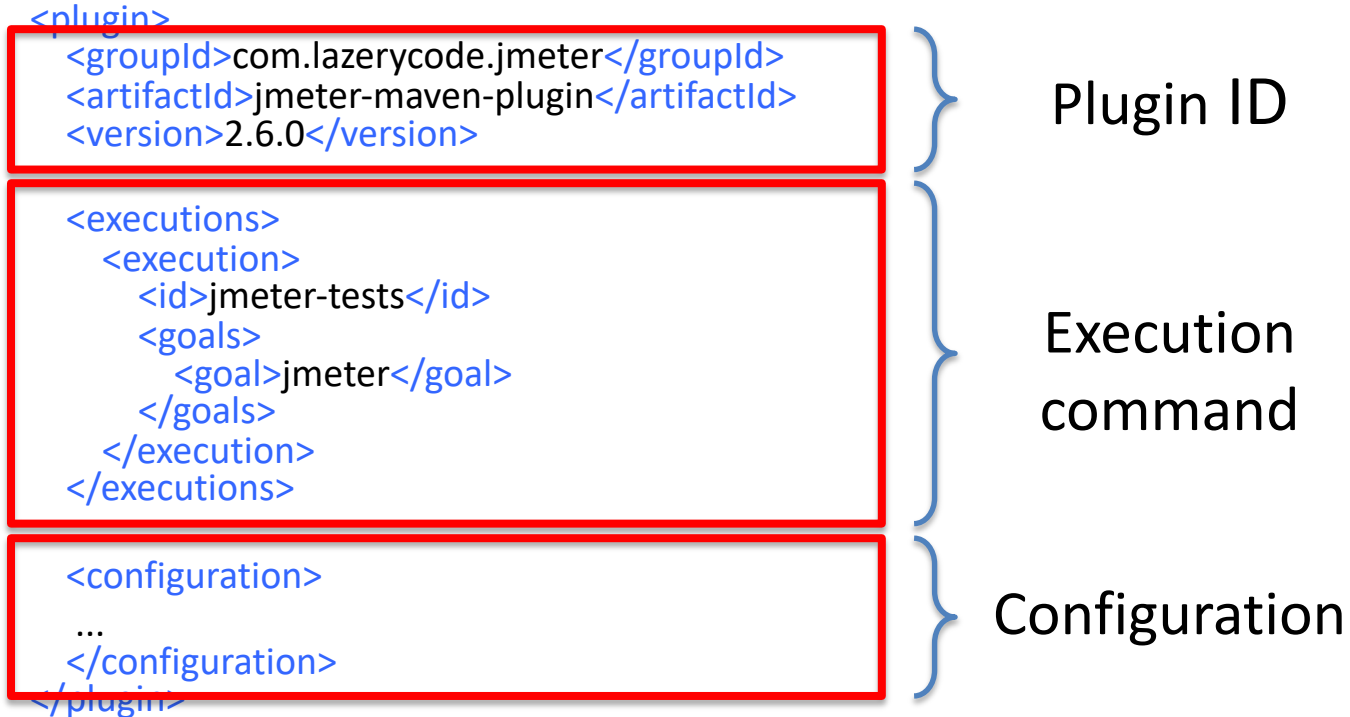 <plugin>
<groupId>com.lazerycode.jmeter</groupId>
<artifactId>jmeter-maven-plugin</artifactId>
<version>2.6.0</version>
Plugin ID
<executions>
<execution>
<id>jmeter-tests</id>
<goals>
<goal>jmeter</goal>
</goals>
</execution>
</executions>
Execution
command
<configuration>
...
</configuration>
</plugin>
Configuration